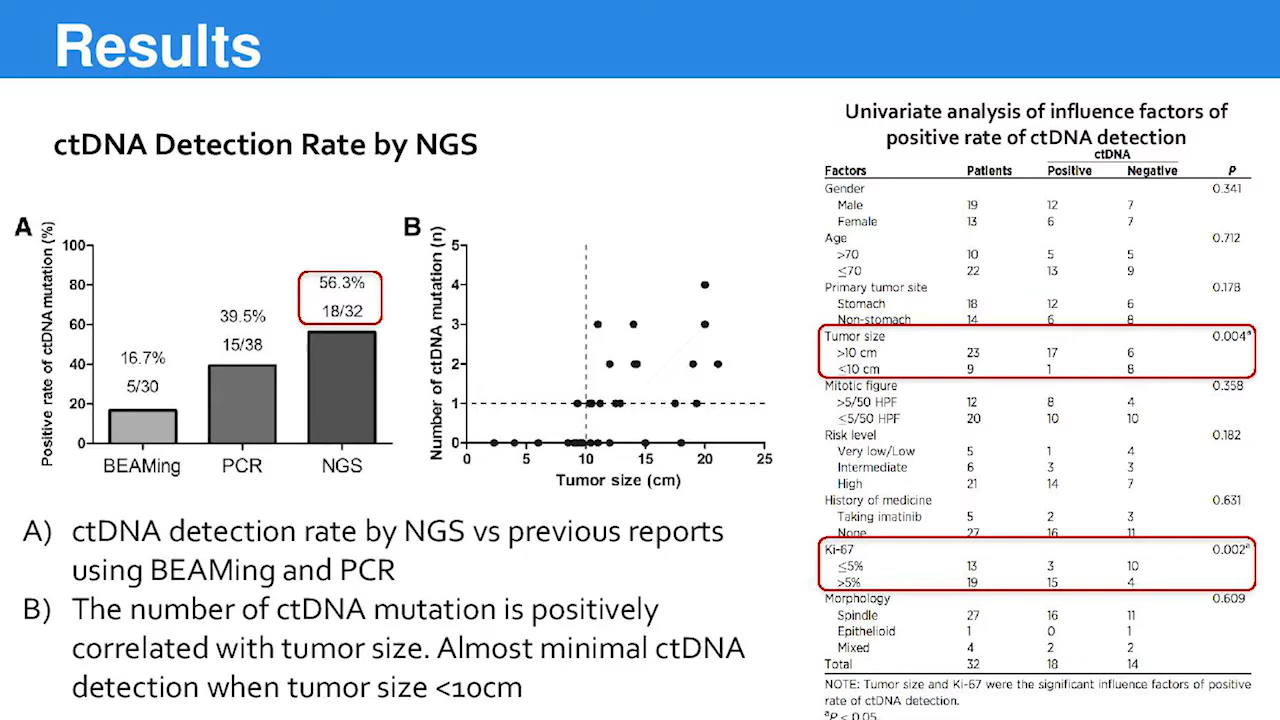 Results
ctDNA Detection Rate by NGS
A
Positive rate of ctDNA mutation (%)
100
80
60
40
20
0
16.7%
5/30
39.5%
15/38
56.3%
18/32
BEAMing PCR NGS
B
Number of ctDNA mutation (n)
5
4
3
2
1
0
0 5 10 15 20 25
Tumor size (cm)
A) ctDNA detection rate by NGS vs previous reports
using BEAMing and PCR
B) The number of ctDNA mutation is positively
correlated with tumor size. Almost minimal ctDNA
detection when tumor size <10cm
Univariate analysis of influence factors of
positive rate of ctDNA detection
ctDNA
Factors Patients Positive Negative P
Gender 0.341
Male 19 12 7
Female 13 6 7
Age 0.712
>70 10 5 5
≤70 22 13 9
Primary tumor site 0.178
Stomach 18 12 6
Non-stomach 14 6 8
Tumor size 0.004a
>10 cm 23 17 6
≤10 cm 9 1 8
Mitotic figure 0.358
>5/50 HPF 12 8 4
≤5/50 HPF 20 10 10
Risk level 0.182
Very low/Low 5 1 4
Intermediate 6 3 3
High 21 14 7
History of medicine 0.631
Taking imatinib 5 2 3
None 27 16 11
Ki-67 0.002a
≤5% 13 3 10
>5% 19 15 4
Morphology 0.609
Spindle 27 16 11
Epithelioid 1 0 1
Mixed 4 2 2
Total 32 18 14
NOTE: Tumor size and Ki-67 were the significant influence factors of positive
rate of ctDNA detection.
aP < 0.05.